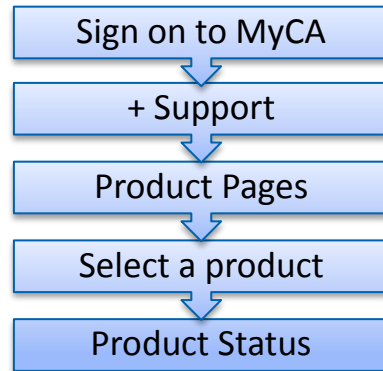 Sign on to MyCA
+ Support
Product Pages
Select a product
Product Status